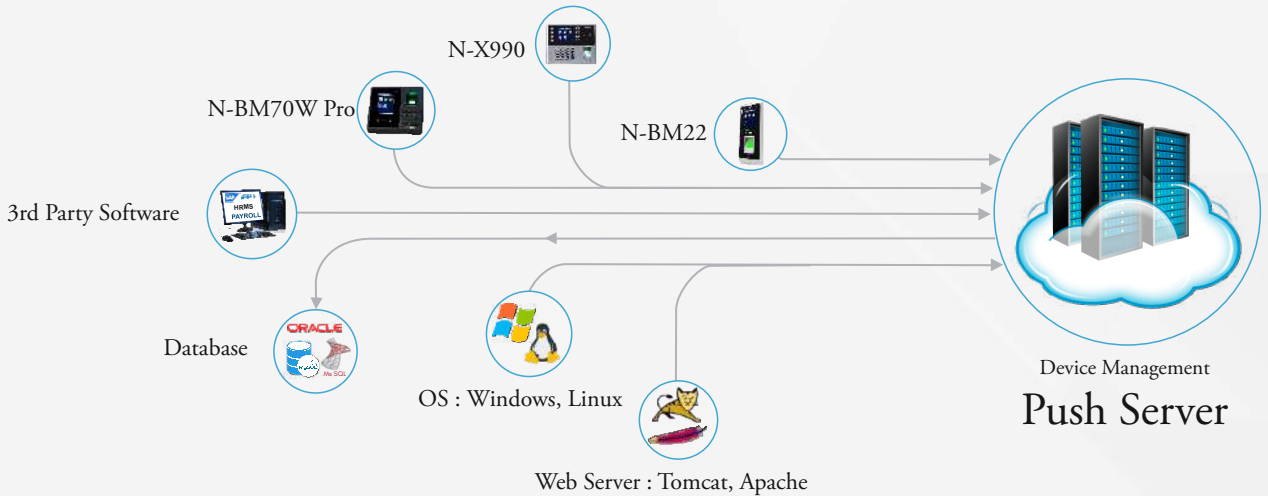 N-X990
N-BM70W Pro
N-BM22
3rd Party Software
HRMS
PAYROLL
ORACLE
MySQL
Ms SQL
Database
OS : Windows, Linux
Web Server : Tomcat, Apache
Device Management
Push Server